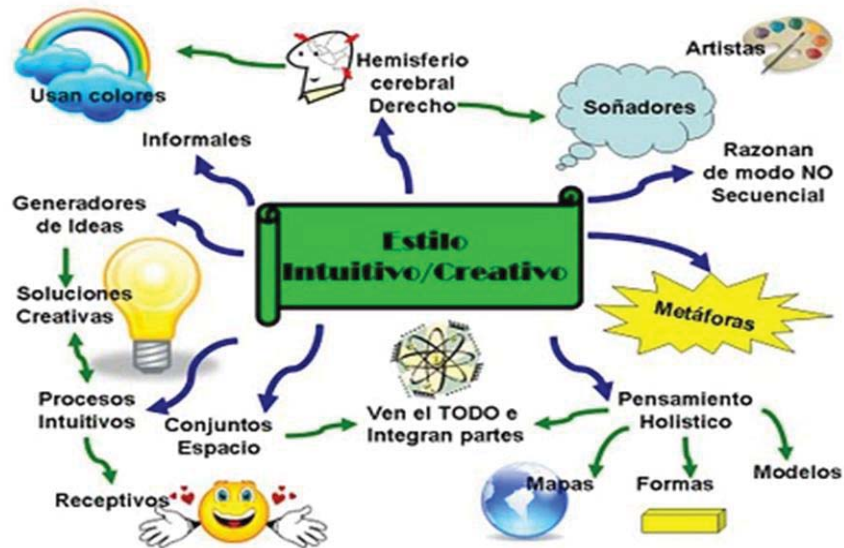 Usan colores
Hemisferio
cerebral
Derecho
Artistas
Soñadores
Informales
Razonan
de modo NO
Secuencial
Generadores
de Ideas
Estilo
Intuitivo/Creativo
Soluciones
Creativas
Metáforas
Procesos
Intuitivos
Conjuntos
Espacio
Ven el TODO e
Integran partes
Pensamiento
Holistico
Receptivos
Mapas
Formas
Modelos